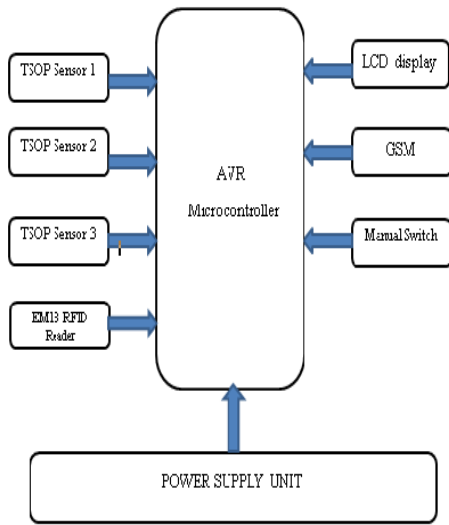 TSOP Sensor 1
TSOP Sensor 2
TSOP Sensor 3
EM18 RFID
Reader
AVR
Microcontroller
LCD display
GSM
Manual Switch
POWER SUPPLY UNIT